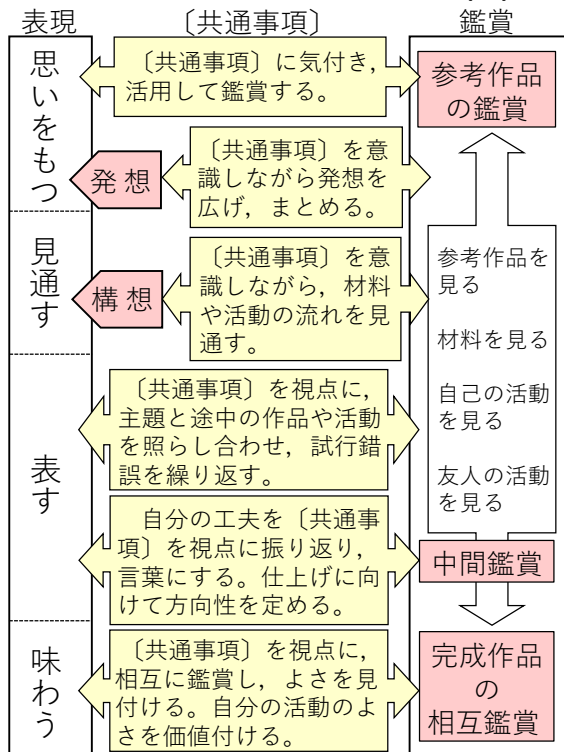 表現
〔共通事項〕
鑑賞
思いをもつ
〔共通事項〕に気付き，
活用して鑑賞する。
参考作品
の鑑賞
発想
〔共通事項〕を意
識しながら発想を
広げ，まとめる。
見通す
構想
〔共通事項〕を
意識しながら，材料
や活動の流れを見
通す。
参考作品を
見る
材料を見る
自己の活動
を見る
友人の活動
を見る
表す
〔共通事項〕を視点に，
主題と途中の作品や活動
を照らし合わせ，試行錯
誤を繰り返す。
自分の工夫を〔共通事
項〕を視点に振り返り，
言葉にする。仕上げに向
けて方向性を定める。
中間鑑賞
味わう
〔共通事項〕を視点に，
相互に鑑賞し，よさを見
付ける。自分の活動のよ
さを価値付ける。
完成作品
の
相互鑑賞